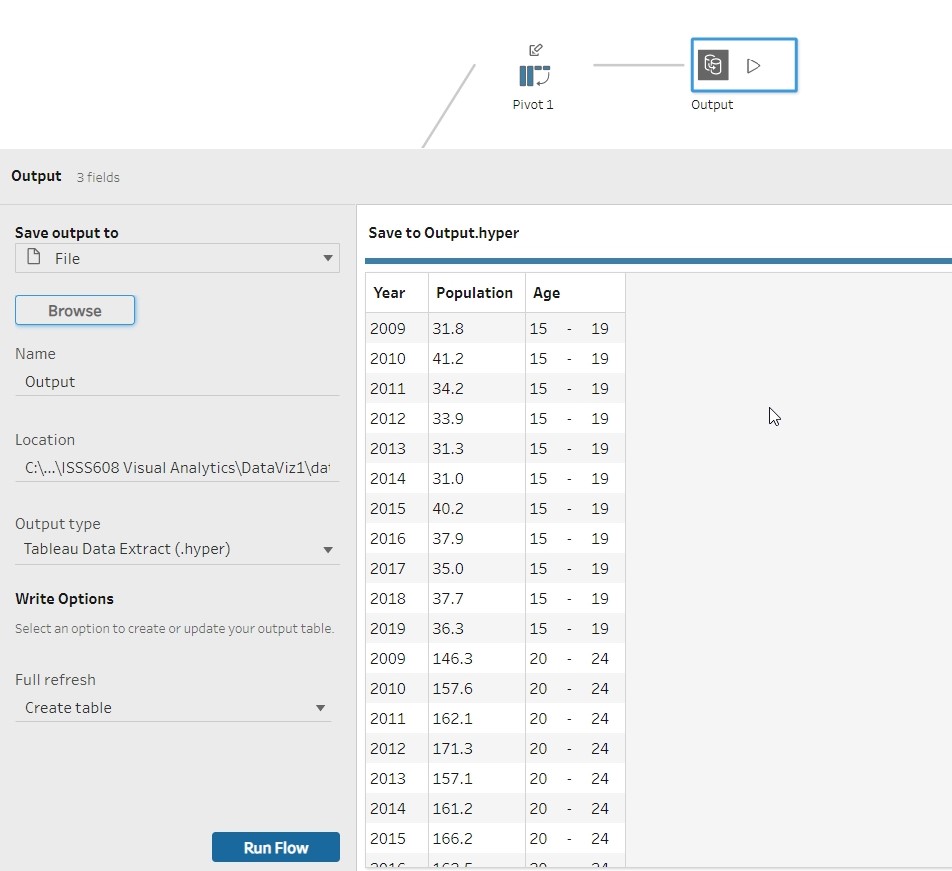 Pivot 1
Output
Output 3 fields
Save output to
File
Browse
Name
Output
Location
C:\...\ISSS608 Visual Analytics\DataViz1\dat
Output type
Tableau Data Extract (.hyper)
Write Options
Select an option to create or update your output table.
Full refresh
Create table
Run Flow
Save to Output.hyper
Year Population Age
2009 31.8 15 - 19
2010 41.2 15 - 19
2011 34.2 15 - 19
2012 33.9 15 - 19
2013 31.3 15 - 19
2014 31.0 15 - 19
2015 40.2 15 - 19
2016 37.9 15 - 19
2017 35.0 15 - 19
2018 37.7 15 - 19
2019 36.3 15 - 19
2009 146.3 20 - 24
2010 157.6 20 - 24
2011 162.1 20 - 24
2012 171.3 20 - 24
2013 157.1 20 - 24
2014 161.2 20 - 24
2015 166.2 20 - 24